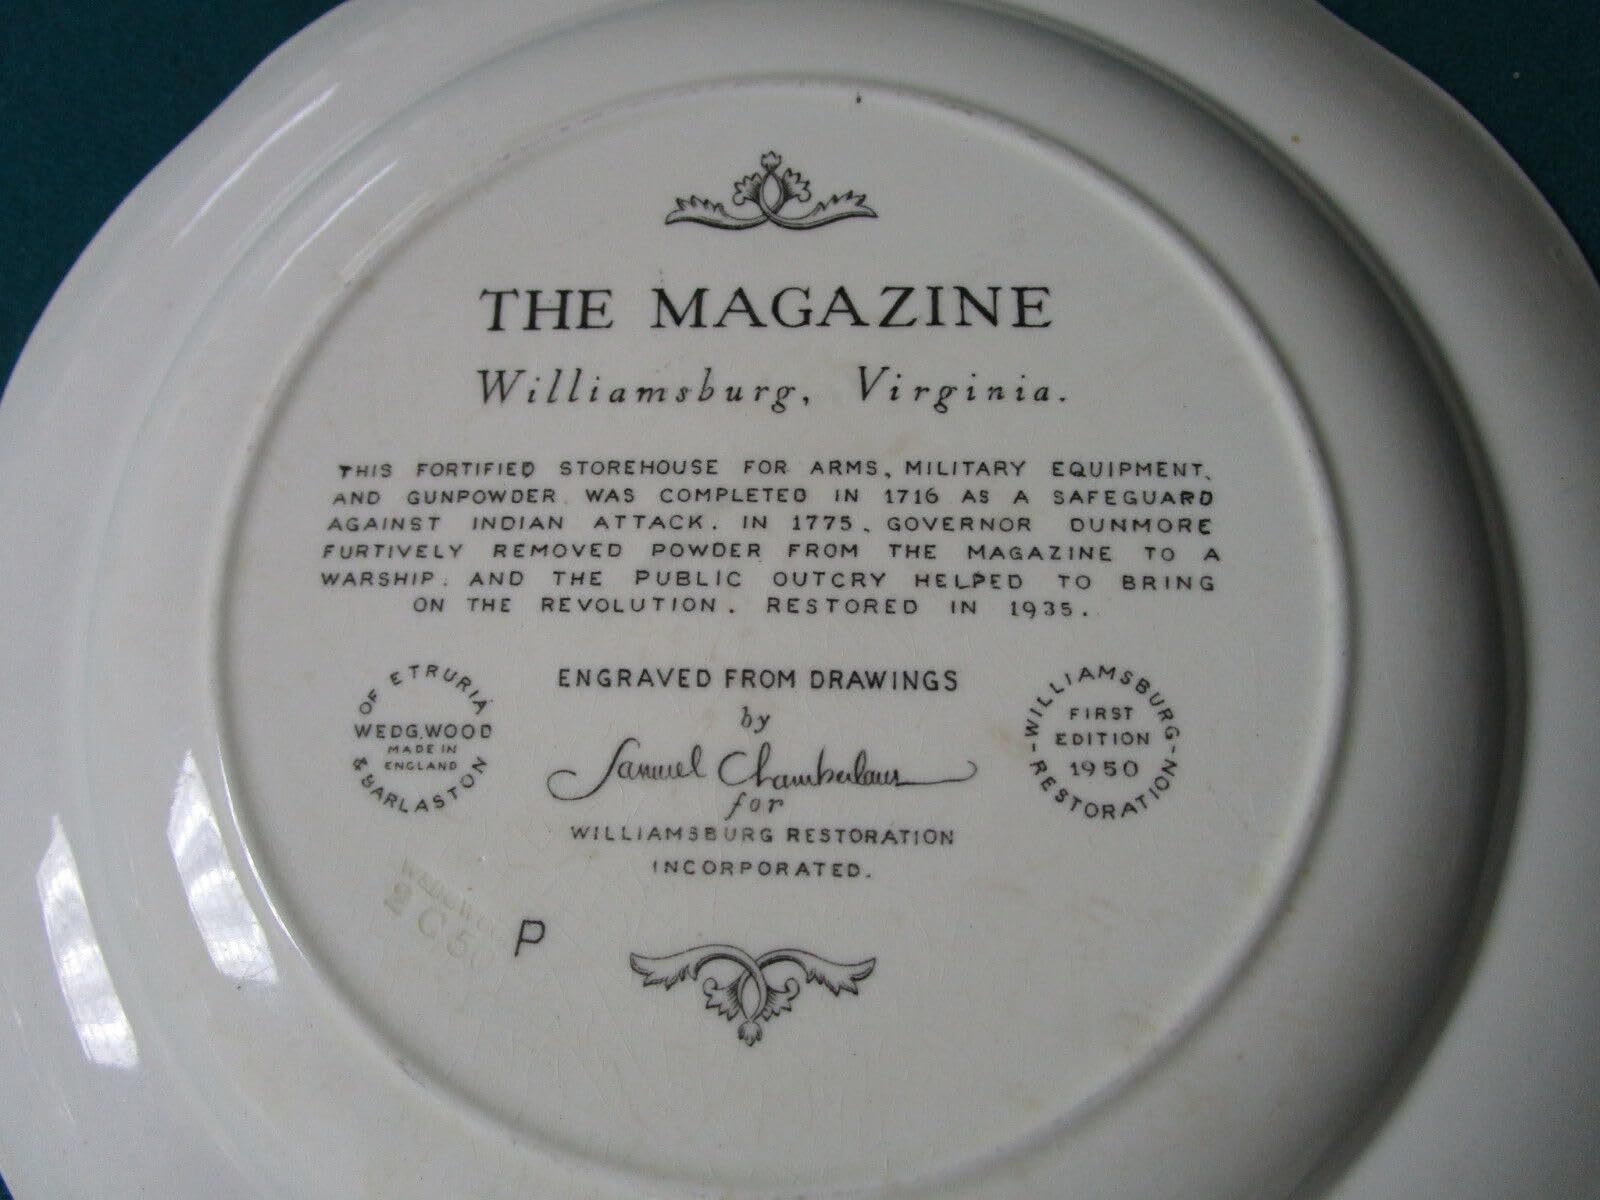 THE MAGAZINE
Williamsburg, Virginia.
THIS FORTIFIED STOREHOUSE FOR ARMS, MILITARY EQUIPMENT,
AND GUNPOWDER WAS COMPLETED IN 1716 AS A SAFEGUARD
AGAINST INDIAN ATTACK. IN 1775, GOVERNOR DUNMORE
FURTIVELY REMOVED POWDER FROM THE MAGAZINE TO A
WARSHIP. AND THE PUBLIC OUTCRY HELPED TO BRING
ON THE REVOLUTION. RESTORED IN 1935.
OF ETRURIA
WEDGWOOD
MADE IN
ENGLAND
& BARLASTON
ENGRAVED FROM DRAWINGS
by
Samuel Chamberlain
for
WILLIAMSBURG RESTORATION
INCORPORATED.
WILLIAMSBURG
FIRST
EDITION
1950
RESTORATION
WEDGWOOD
2C50
P